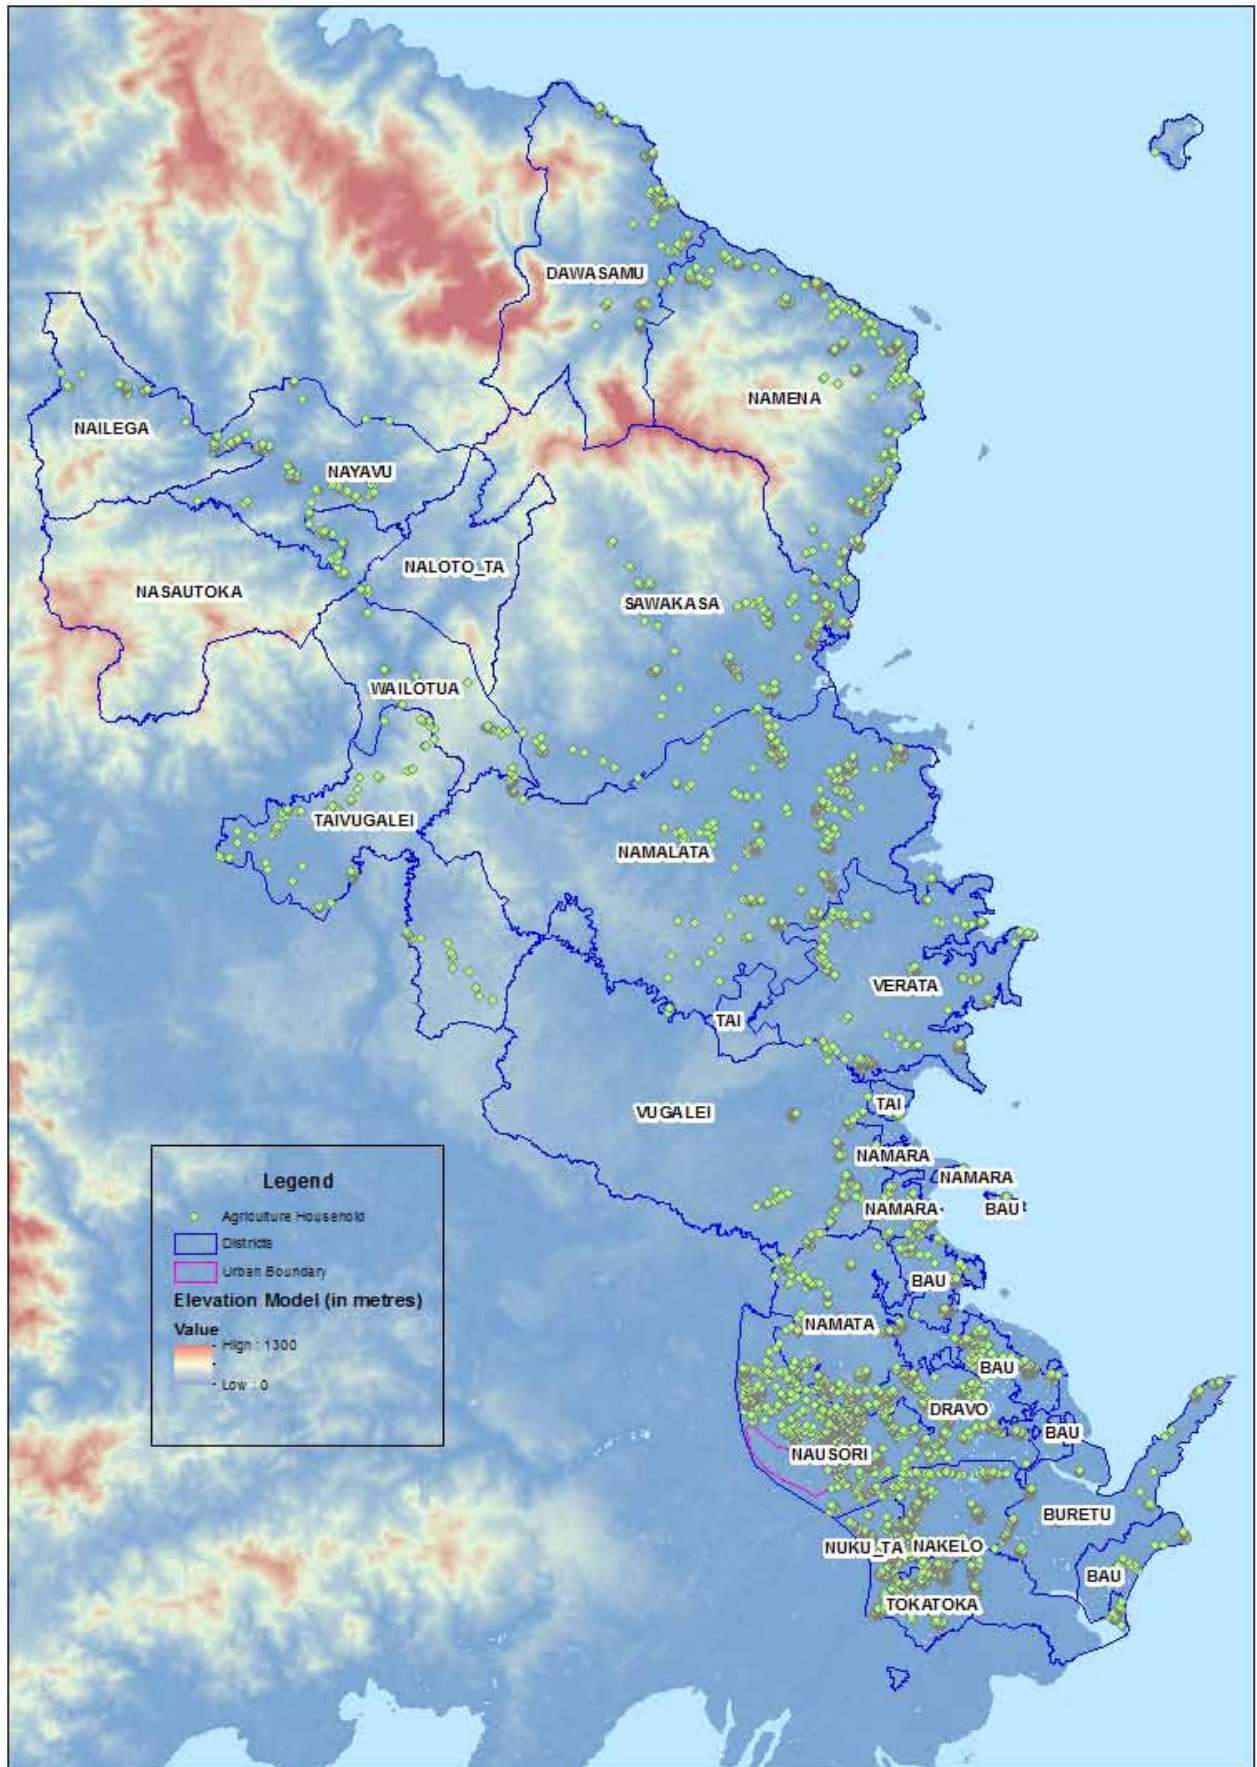 DAWASAMU
NAMENA
NAILEGA
NAYAVU
NALOTO_TA
NASAUTOKA
SAWAKASA
WAILOTUA
TAIVUGALEI
NAMALATA
VERATA
TAI
VUGALEI
TAI
NAMARA
NAMARA
NAMARA
BAU
BAU
NAMATA
BAU
DRAVO
BAU
NAUSORI
BURETU
NUKU_TA
NAKELO
BAU
TOKATOKA
Legend
Agriculture Household
Districts
Urban Boundary
Elevation Model (in metres)
Value
High : 1300
Low : 0